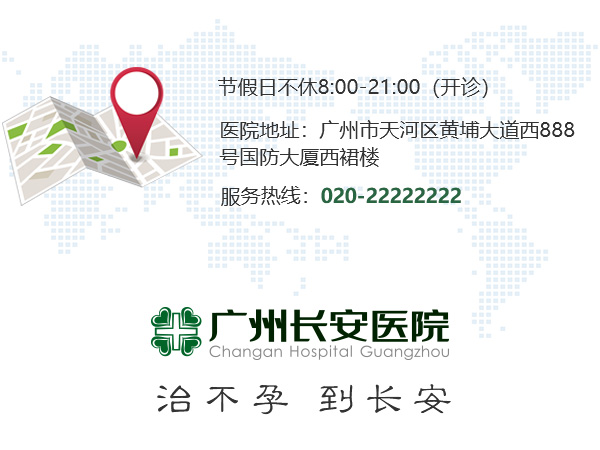 节假日不休8:00-21:00（开诊）
医院地址：广州市天河区黄埔大道西888
号国防大厦西裙楼
服务热线：020-22222222
广州长安医院
Changan Hospital Guangzhou
治不孕 到长安